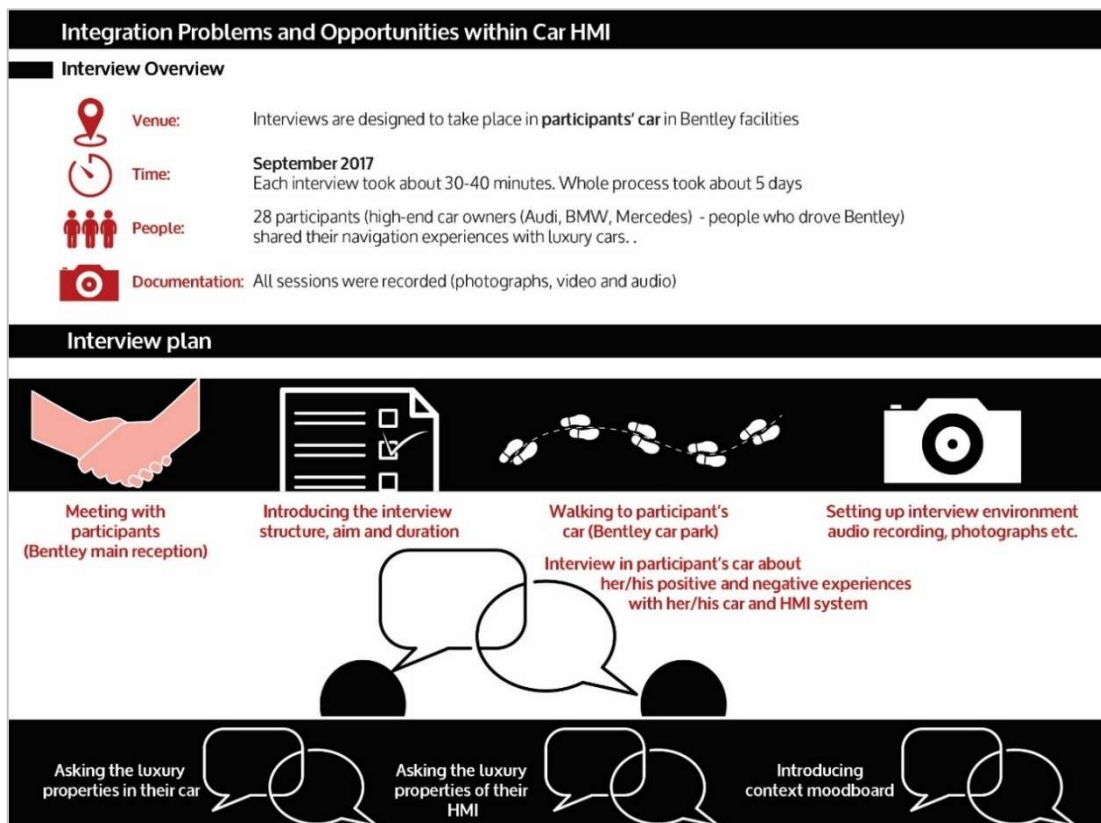 Integration Problems and Opportunities within Car HMI
Interview Overview
Venue:
Interviews are designed to take place in participants' car in Bentley facilities
Time:
September 2017
Each interview took about 30-40 minutes. Whole process took about 5 days
People:
28 participants (high-end car owners (Audi, BMW, Mercedes)  - people who drove Bentley)
shared their navigation experiences with luxury cars. .
Documentation:
All sessions were recorded (photographs, video and audio)
Interview plan
Meeting with
participants
(Bentley main reception)
Introducing the interview
structure, aim and duration
Walking to participant's
car (Bentley car park)
Setting up interview environment
audio recording, photographs etc.
Interview in participant's car about
her/his positive and negative experiences
with her/his car and HMI system
Asking the luxury
properties in their car
Asking the luxury
properties of their
HMI
Introducing
context moodboard